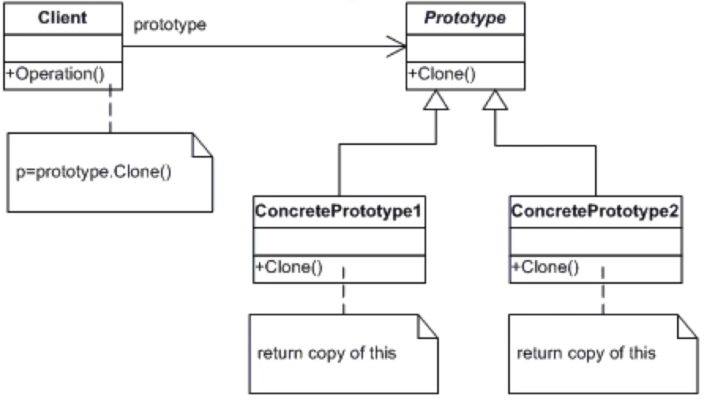 Client
prototype
Prototype
+Operation()
+Clone()
p=prototype.Clone()
ConcretePrototype1
ConcretePrototype2
+Clone()
+Clone()
return copy of this
return copy of this